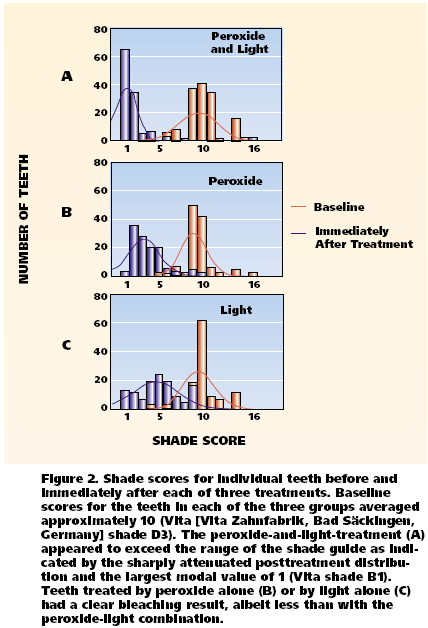 80
Peroxide
and Light
60
A
40
20
0
1 5 10 16
80
Peroxide
60
B
40
20
0
1 5 10 16
NUMBER OF TEETH
Baseline
Immediately
After Treatment
80
Light
60
C
40
20
0
1 5 10 16
SHADE SCORE
Figure 2. Shade scores for individual teeth before and
immediately after each of three treatments. Baseline
scores for the teeth in each of the three groups averaged
approximately 10 (Vita [Vita Zahnfabrik, Bad Säckingen,
Germany] shade D3). The peroxide-and-light-treatment (A)
appeared to exceed the range of the shade guide as indi-
cated by the sharply attenuated posttreatment distribu-
tion and the largest modal value of 1 (Vita shade B1).
Teeth treated by peroxide alone (B) or by light alone (C)
had a clear bleaching result, albeit less than with the
peroxide-light combination.